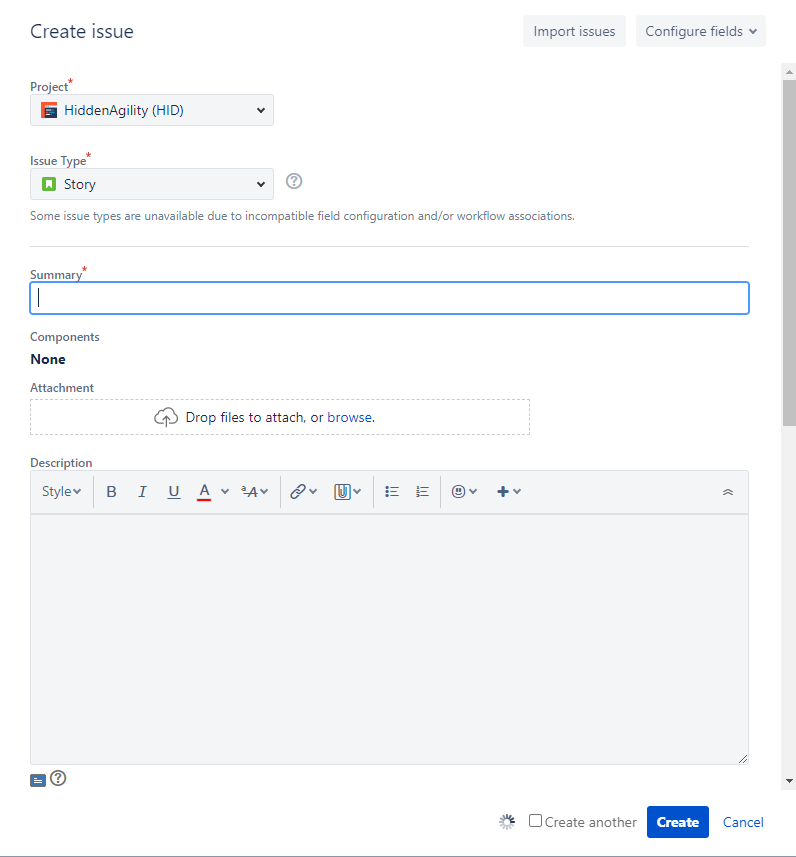 Create issue
Import issues
Configure fields
Project*
HiddenAgility (HID)
Issue Type*
Story
Some issue types are unavailable due to incompatible field configuration and/or workflow associations.
Summary*
Components
None
Attachment
Drop files to attach, or browse.
Description
Style B I U A ªA
Create another Create Cancel